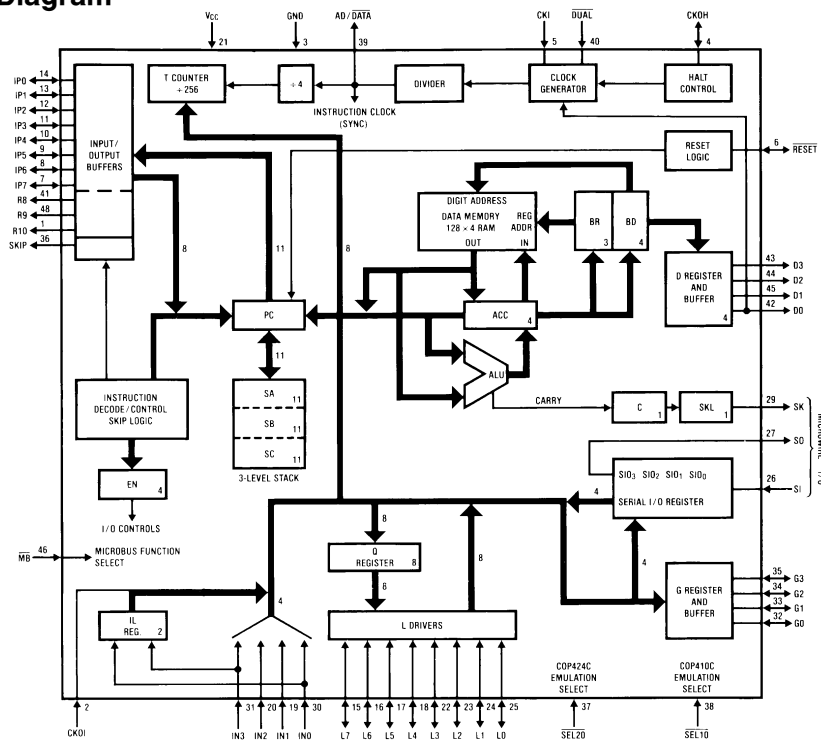 Diagram
VCC GND AD/DATA CKI DUAL CKOH
21 3 39 5 40 4
T COUNTER
÷ 256
÷ 4
DIVIDER
CLOCK
GENERATOR
HALT
CONTROL
INSTRUCTION CLOCK
(SYNC)
IP0 14
IP1 13
IP2 12
IP3 11
IP4 10
IP5 9
IP6 8
IP7 7
R8 41
R9 48
R10 1
SKIP 36
INPUT/
OUTPUT
BUFFERS
RESET
LOGIC
6 RESET
8
11
8
DIGIT ADDRESS
DATA MEMORY
128 × 4 RAM
REG
ADDR
OUT IN
BR
3
BD
4
D REGISTER
AND
BUFFER
4
43 D3
44 D2
45 D1
42 D0
PC
ACC
4
11
ALU
CARRY
C
1
SKL
1
29 SK
27 SO
26 SI
INSTRUCTION
DECODE/CONTROL
SKIP LOGIC
SA
11
SB
11
SC
11
3-LEVEL STACK
EN
4
I/O CONTROLS
SIO3 SIO2 SIO1 SIO0
SERIAL I/O REGISTER
4
4
MB 46
MICROBUS FUNCTION
SELECT
8
Q
REGISTER
8
8
8
L DRIVERS
G REGISTER
AND
BUFFER
35 G3
34 G2
33 G1
32 G0
IL
REG.
2
4
COP424C
EMULATION
SELECT
COP410C
EMULATION
SELECT
2 31 20 19 30 15 16 17 18 22 23 24 25 37 38
CKOI IN3 IN2 IN1 IN0 L7 L6 L5 L4 L3 L2 L1 L0 SEL20 SEL10